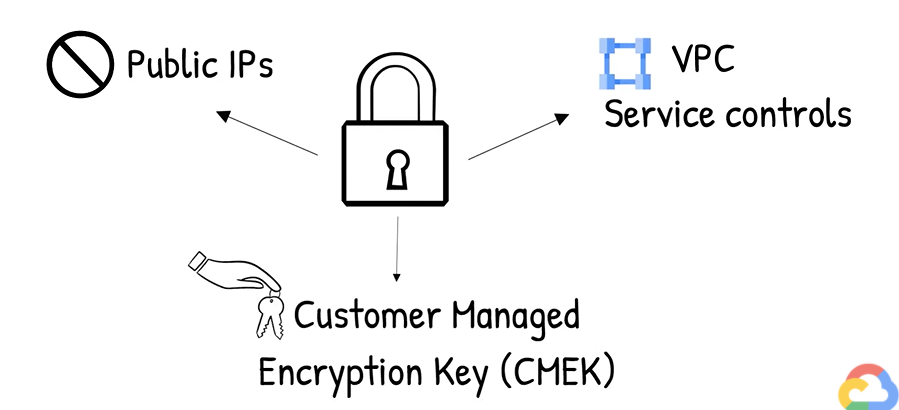 Public IPs
VPC
Service controls
Customer Managed
Encryption Key (CMEK)